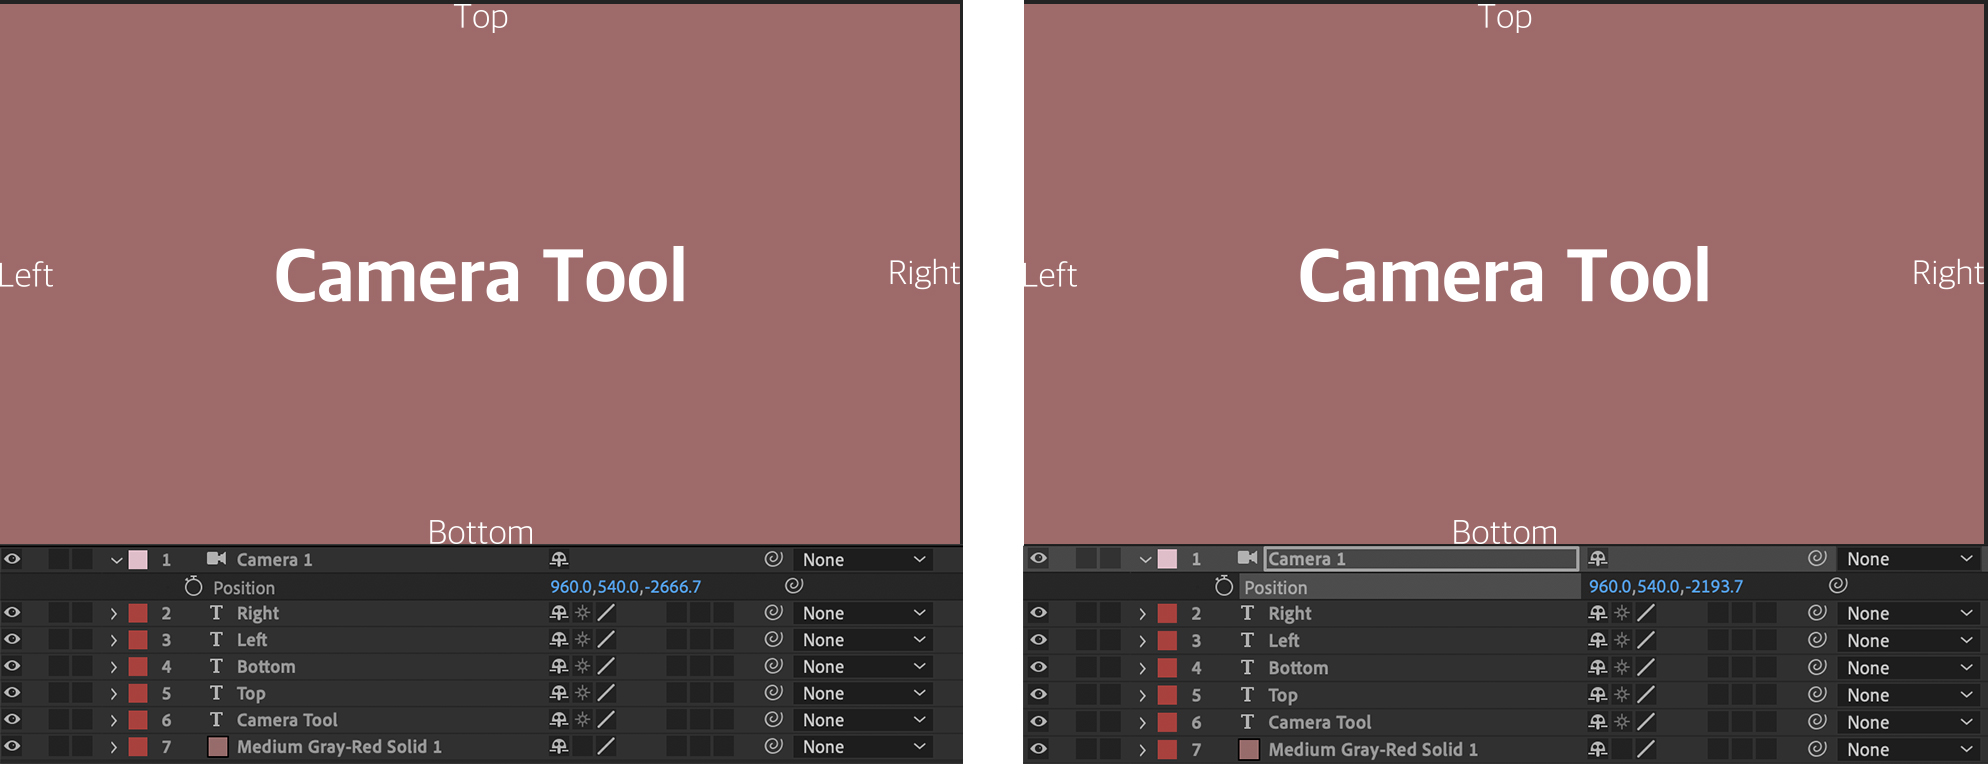 Top
Left
Camera Tool
Right
Bottom
1 Camera 1 None
Position 960.0,540.0,-2666.7
2 T Right None
3 T Left None
4 T Bottom None
5 T Top None
6 T Camera Tool None
7 Medium Gray-Red Solid 1 None
Top
Left
Camera Tool
Right
Bottom
1 Camera 1 None
Position 960.0,540.0,-2193.7
2 T Right None
3 T Left None
4 T Bottom None
5 T Top None
6 T Camera Tool None
7 Medium Gray-Red Solid 1 None